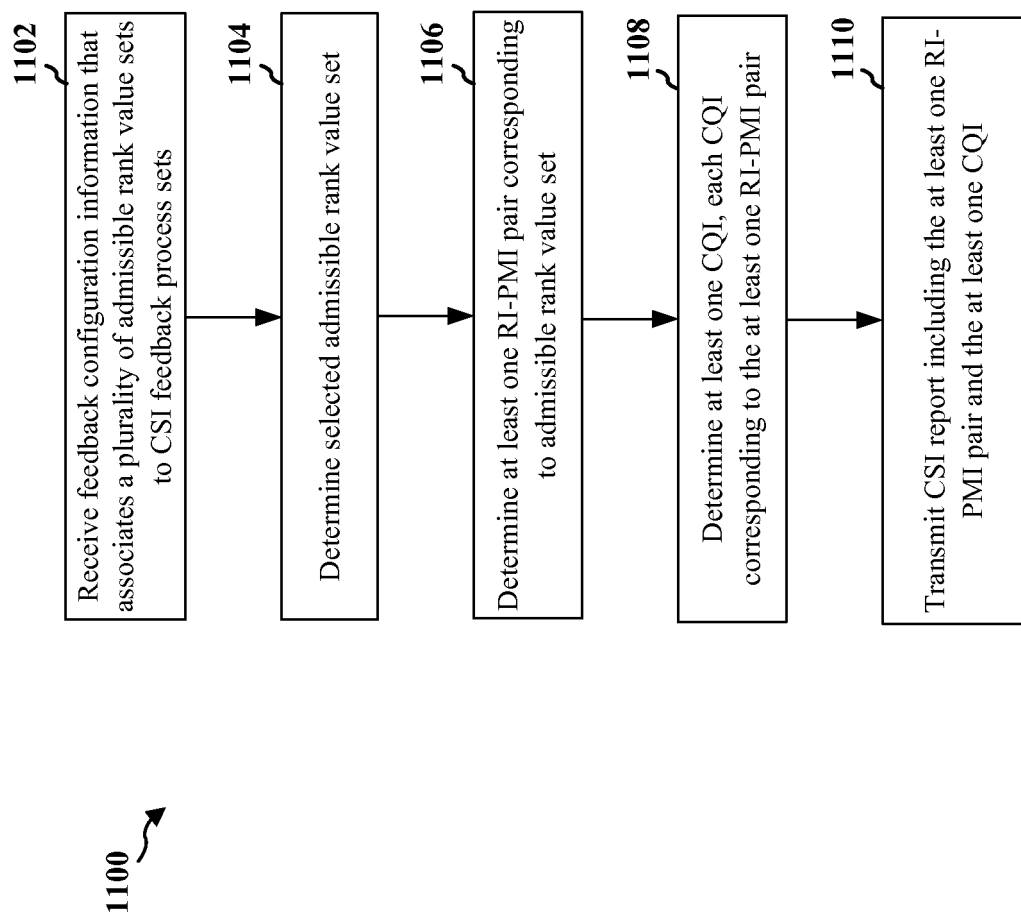 1100
1102
Receive feedback configuration information that
associates a plurality of admissible rank value sets
to CSI feedback process sets
1104
Determine selected admissible rank value set
1106
Determine at least one RI-PMI pair corresponding
to admissible rank value set
1108
Determine at least one CQI, each CQI
corresponding to the at least one RI-PMI pair
1110
Transmit CSI report including the at least one RI-
PMI pair and the at least one CQI